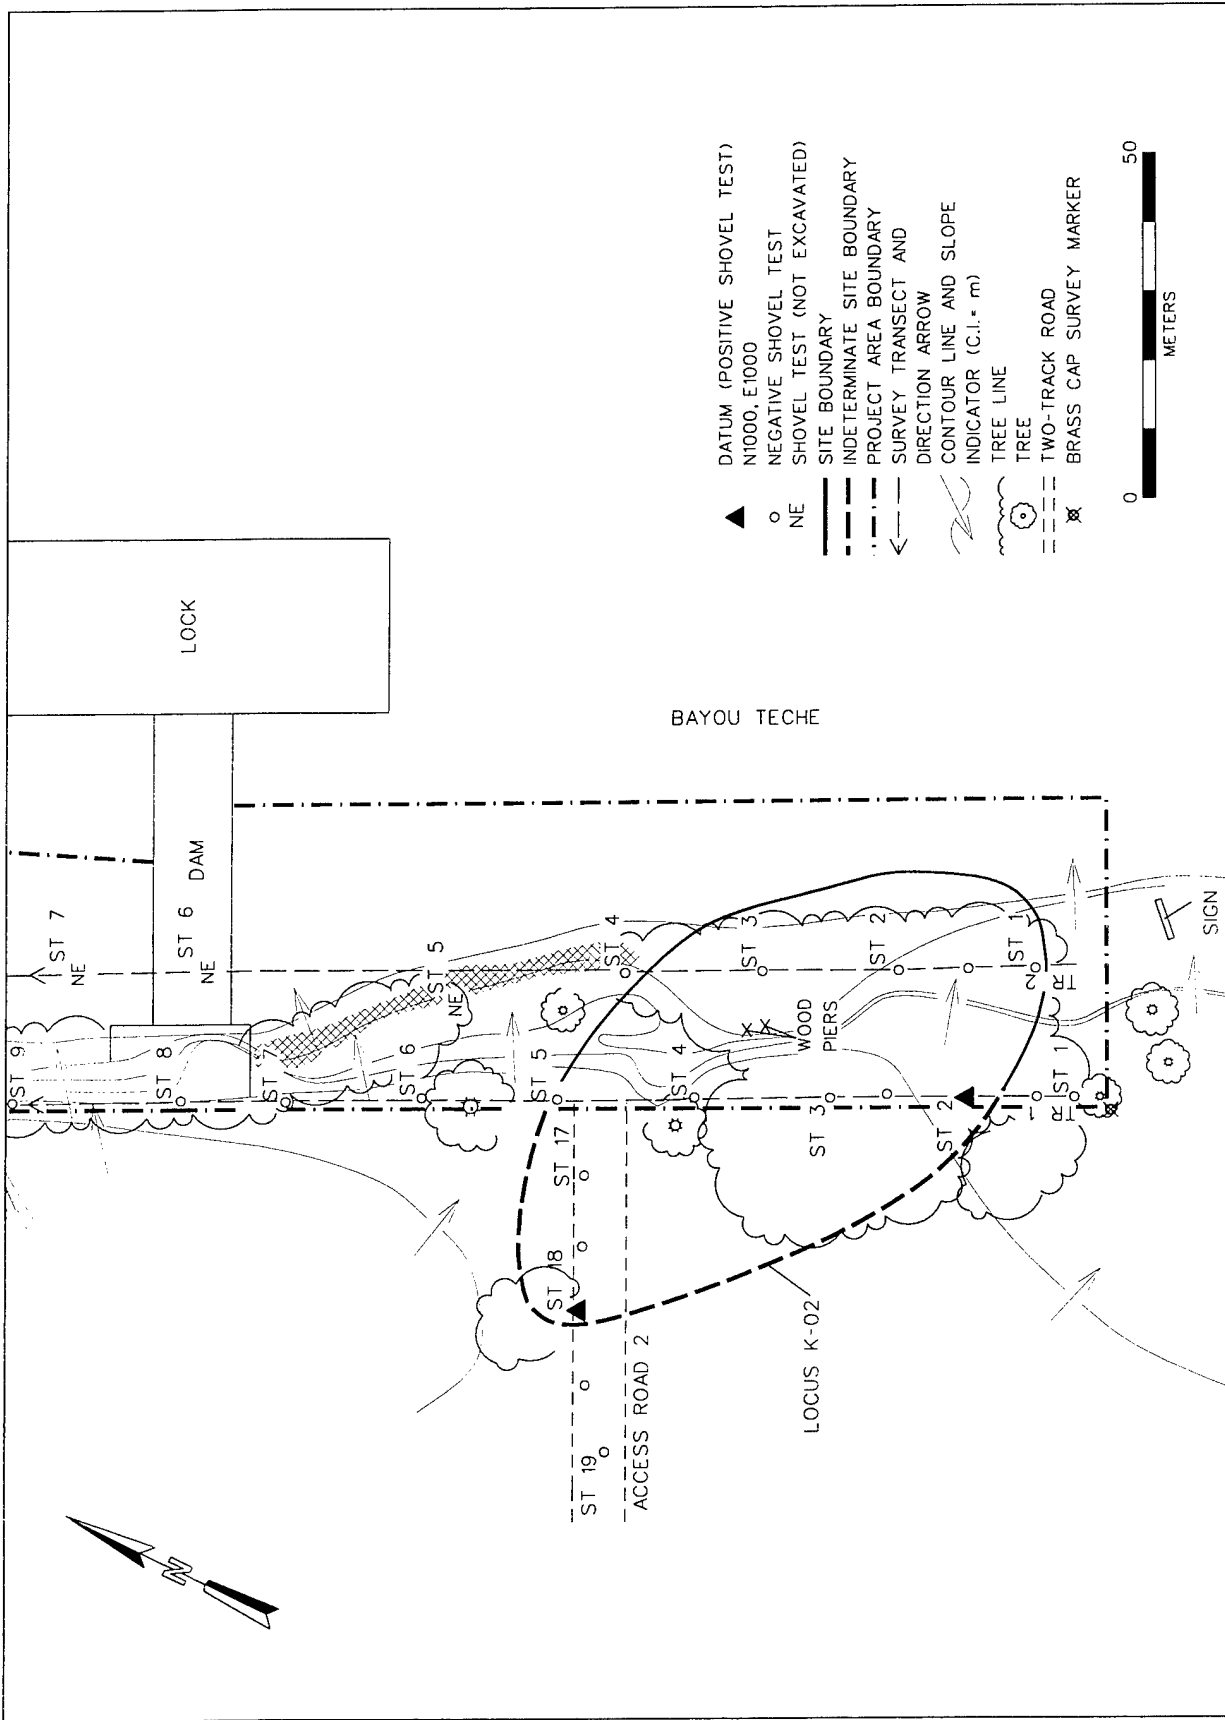 ST 9
ST 8
ST 7
ST 6
ST 5
ST 4
ST 3
ST 2
ST 1
TR 1
ST 7
NE
ST 6
NE
DAM
LOCK
ST 5
NE
ST 4
ST 3
ST 2
ST 1
TR 2
BAYOU TECHE
WOOD
PIERS
SIGN
ST 17
ST 18
ST 19
ACCESS ROAD 2
LOCUS K-02
N
DATUM (POSITIVE SHOVEL TEST)
N1000, E1000
NEGATIVE SHOVEL TEST
NE SHOVEL TEST (NOT EXCAVATED)
SITE BOUNDARY
INDETERMINATE SITE BOUNDARY
PROJECT AREA BOUNDARY
SURVEY TRANSECT AND
DIRECTION ARROW
CONTOUR LINE AND SLOPE
INDICATOR (C.I.= m)
TREE LINE
TREE
TWO-TRACK ROAD
BRASS CAP SURVEY MARKER
0 50
METERS